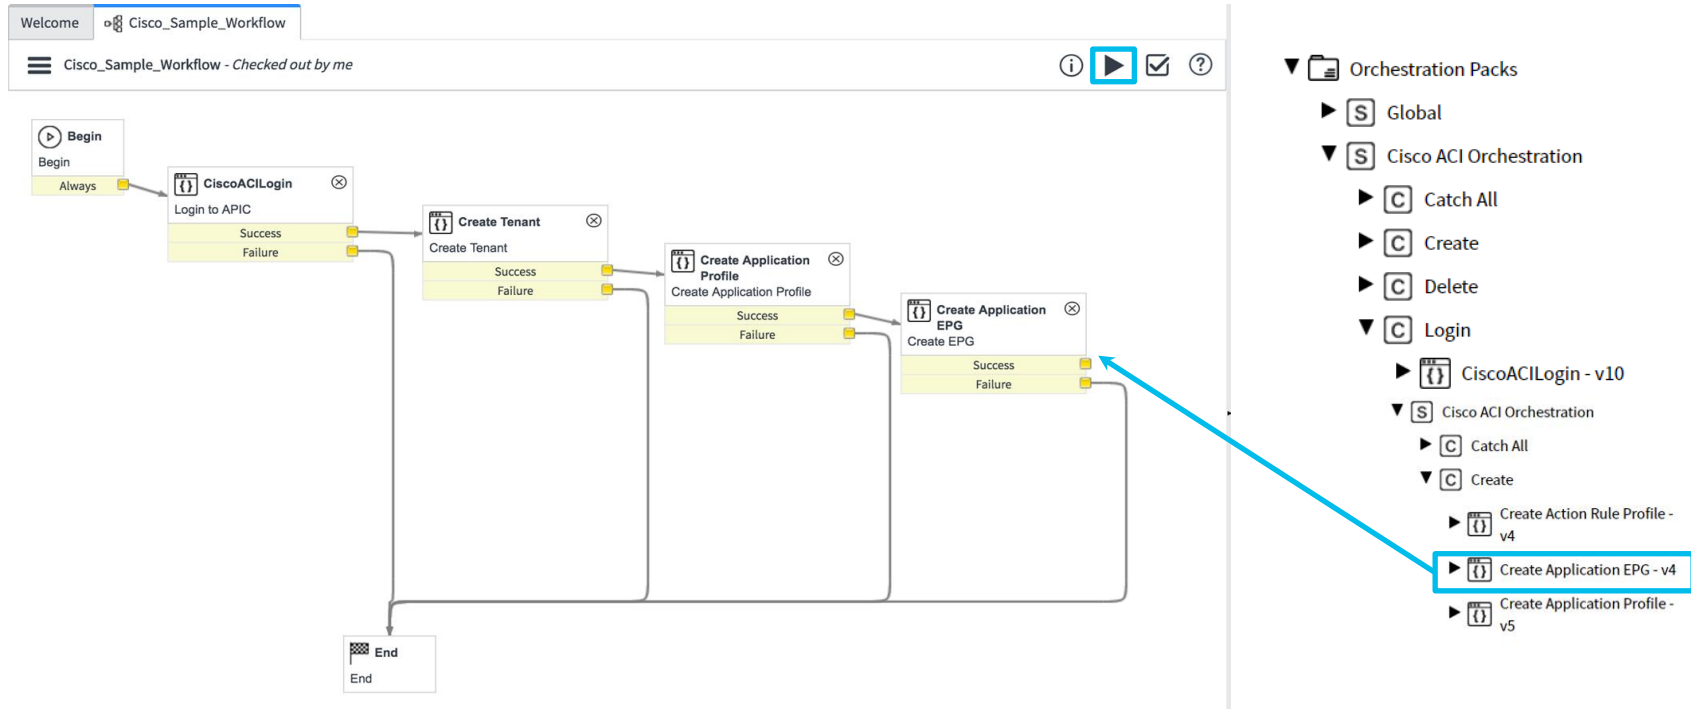 Welcome
Cisco_Sample_Workflow
Cisco_Sample_Workflow - Checked out by me
Begin
Begin
Always
CiscoACILogin
Login to APIC
Success
Failure
Create Tenant
Create Tenant
Success
Failure
Create Application
Profile
Create Application Profile
Success
Failure
Create Application
EPG
Create EPG
Success
Failure
End
End
Orchestration Packs
S Global
S Cisco ACI Orchestration
C Catch All
C Create
C Delete
C Login
{} CiscoACILogin - v10
S Cisco ACI Orchestration
C Catch All
C Create
{} Create Action Rule Profile -
v4
{} Create Application EPG - v4
{} Create Application Profile -
v5